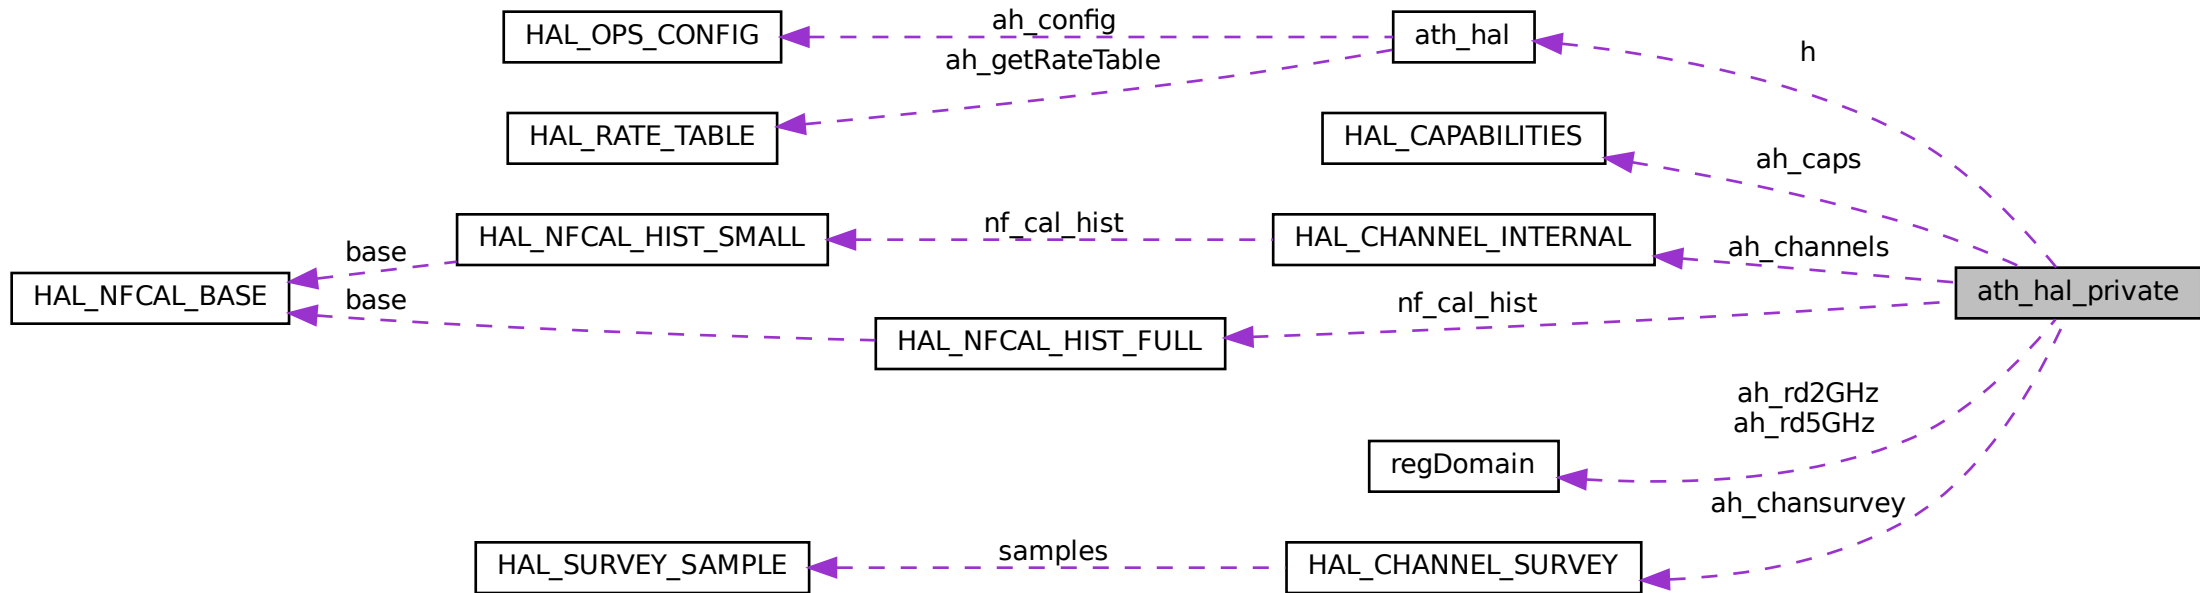 HAL_OPS_CONFIG
ah_config
ath_hal
h
ah_getRateTable
HAL_RATE_TABLE
HAL_CAPABILITIES
ah_caps
HAL_NFCAL_HIST_SMALL
nf_cal_hist
HAL_CHANNEL_INTERNAL
ah_channels
base
HAL_NFCAL_BASE
base
ath_hal_private
nf_cal_hist
HAL_NFCAL_HIST_FULL
ah_rd2GHz
ah_rd5GHz
regDomain
ah_chansurvey
HAL_SURVEY_SAMPLE
samples
HAL_CHANNEL_SURVEY